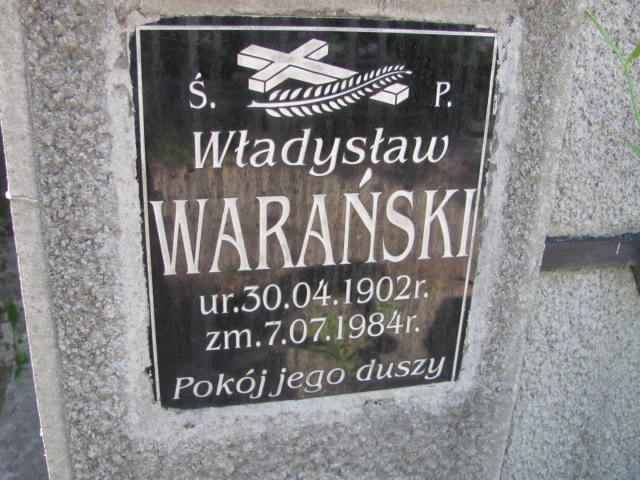 Ś. P.
Władysław
WARAŃSKI
ur.30.04.1902r.
zm.7.07.1984r.
Pokój jego duszy